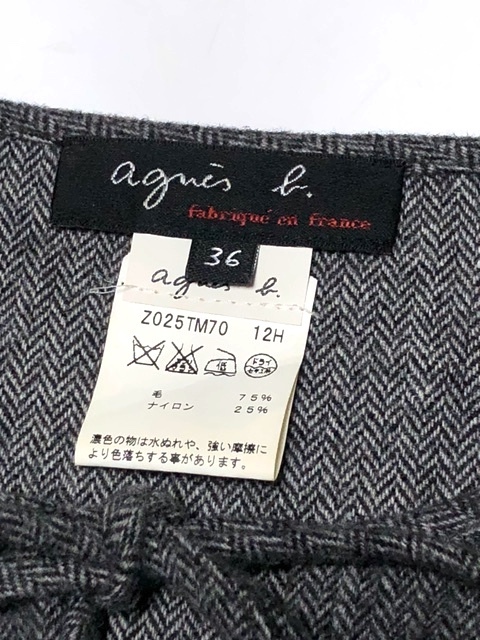 agnès b.
fabriqué en france
36
agnès b.
Z025TM70 12H
低
ドライ
毛 75%
ナイロン 25%
濃色の物は水ぬれや、強い摩擦に
より色落ちする事があります。